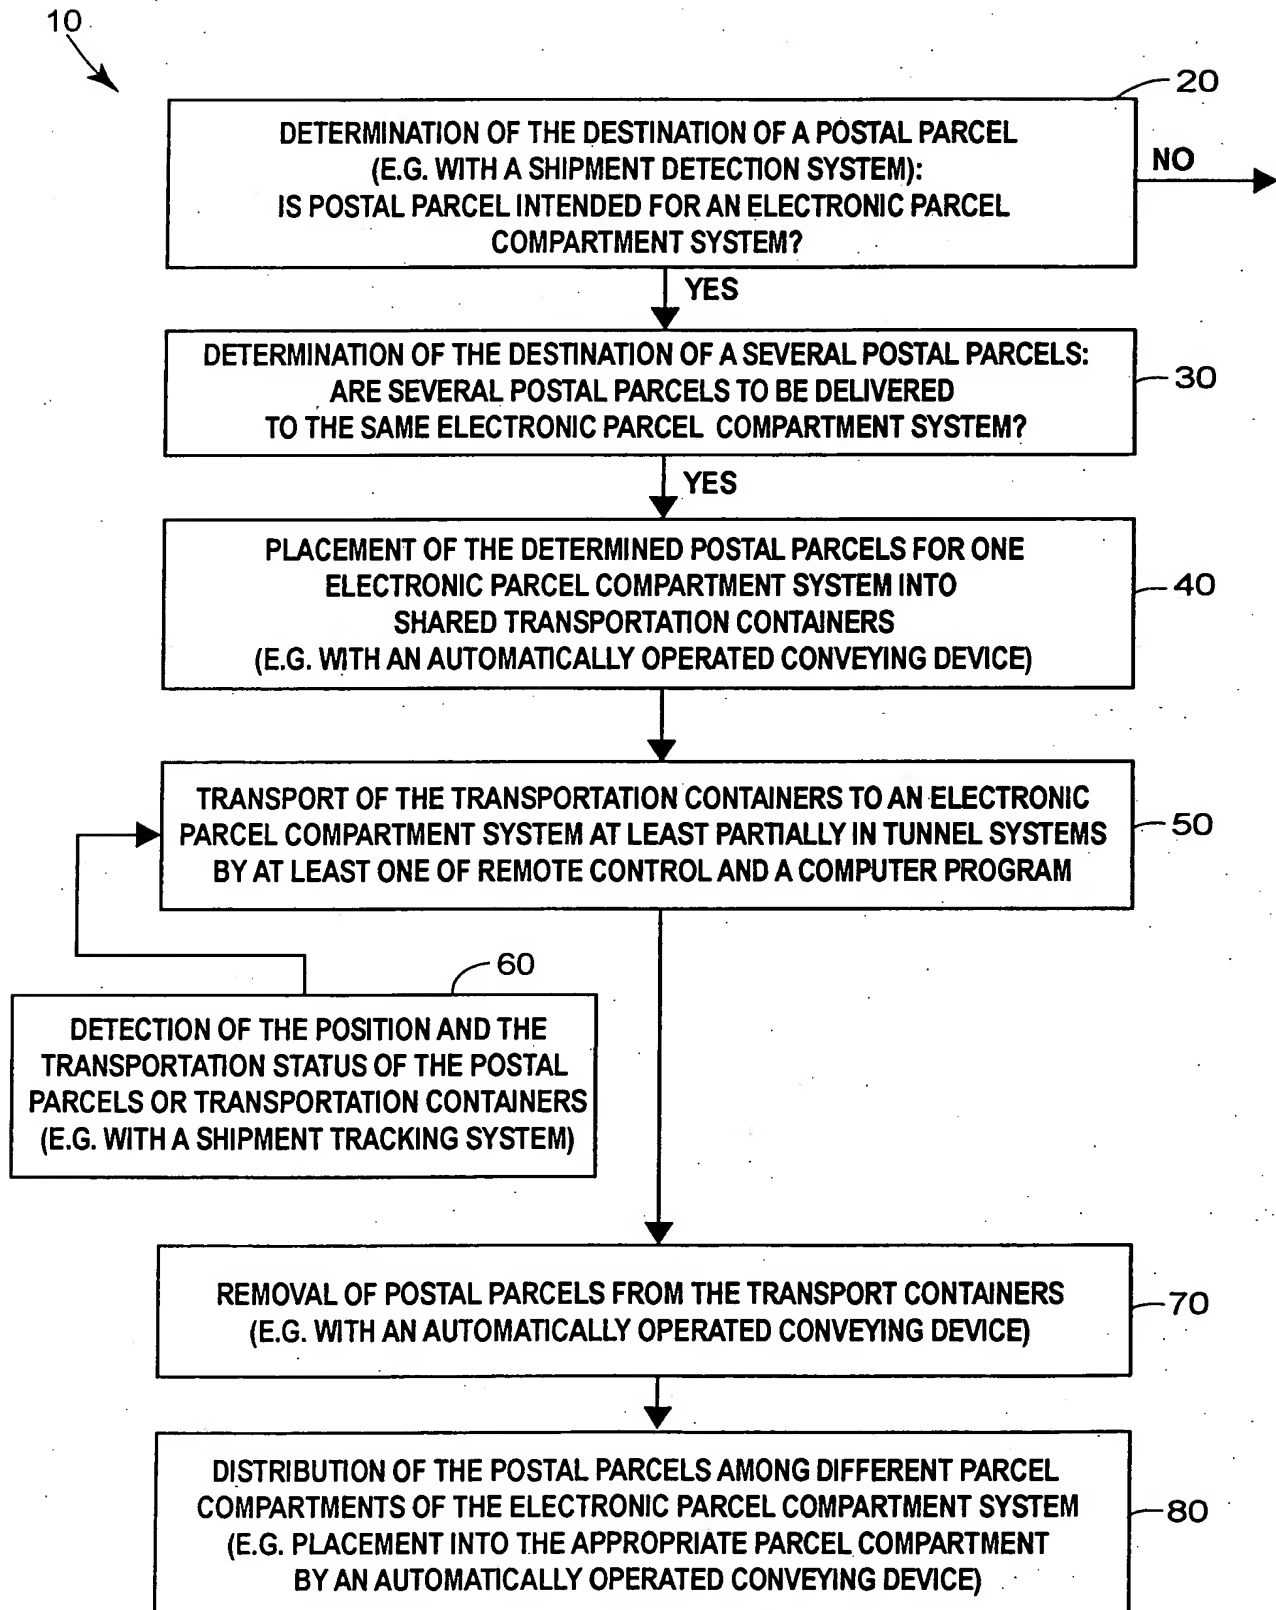 10
20
DETERMINATION OF THE DESTINATION OF A POSTAL PARCEL
(E.G. WITH A SHIPMENT DETECTION SYSTEM):
IS POSTAL PARCEL INTENDED FOR AN ELECTRONIC PARCEL
COMPARTMENT SYSTEM?
NO
YES
DETERMINATION OF THE DESTINATION OF A SEVERAL POSTAL PARCELS:
ARE SEVERAL POSTAL PARCELS TO BE DELIVERED
TO THE SAME ELECTRONIC PARCEL COMPARTMENT SYSTEM?
30
YES
PLACEMENT OF THE DETERMINED POSTAL PARCELS FOR ONE
ELECTRONIC PARCEL COMPARTMENT SYSTEM INTO
SHARED TRANSPORTATION CONTAINERS
(E.G. WITH AN AUTOMATICALLY OPERATED CONVEYING DEVICE)
40
TRANSPORT OF THE TRANSPORTATION CONTAINERS TO AN ELECTRONIC
PARCEL COMPARTMENT SYSTEM AT LEAST PARTIALLY IN TUNNEL SYSTEMS
BY AT LEAST ONE OF REMOTE CONTROL AND A COMPUTER PROGRAM
50
60
DETECTION OF THE POSITION AND THE
TRANSPORTATION STATUS OF THE POSTAL
PARCELS OR TRANSPORTATION CONTAINERS
(E.G. WITH A SHIPMENT TRACKING SYSTEM)
REMOVAL OF POSTAL PARCELS FROM THE TRANSPORT CONTAINERS
(E.G. WITH AN AUTOMATICALLY OPERATED CONVEYING DEVICE)
70
DISTRIBUTION OF THE POSTAL PARCELS AMONG DIFFERENT PARCEL
COMPARTMENTS OF THE ELECTRONIC PARCEL COMPARTMENT SYSTEM
(E.G. PLACEMENT INTO THE APPROPRIATE PARCEL COMPARTMENT
BY AN AUTOMATICALLY OPERATED CONVEYING DEVICE)
80